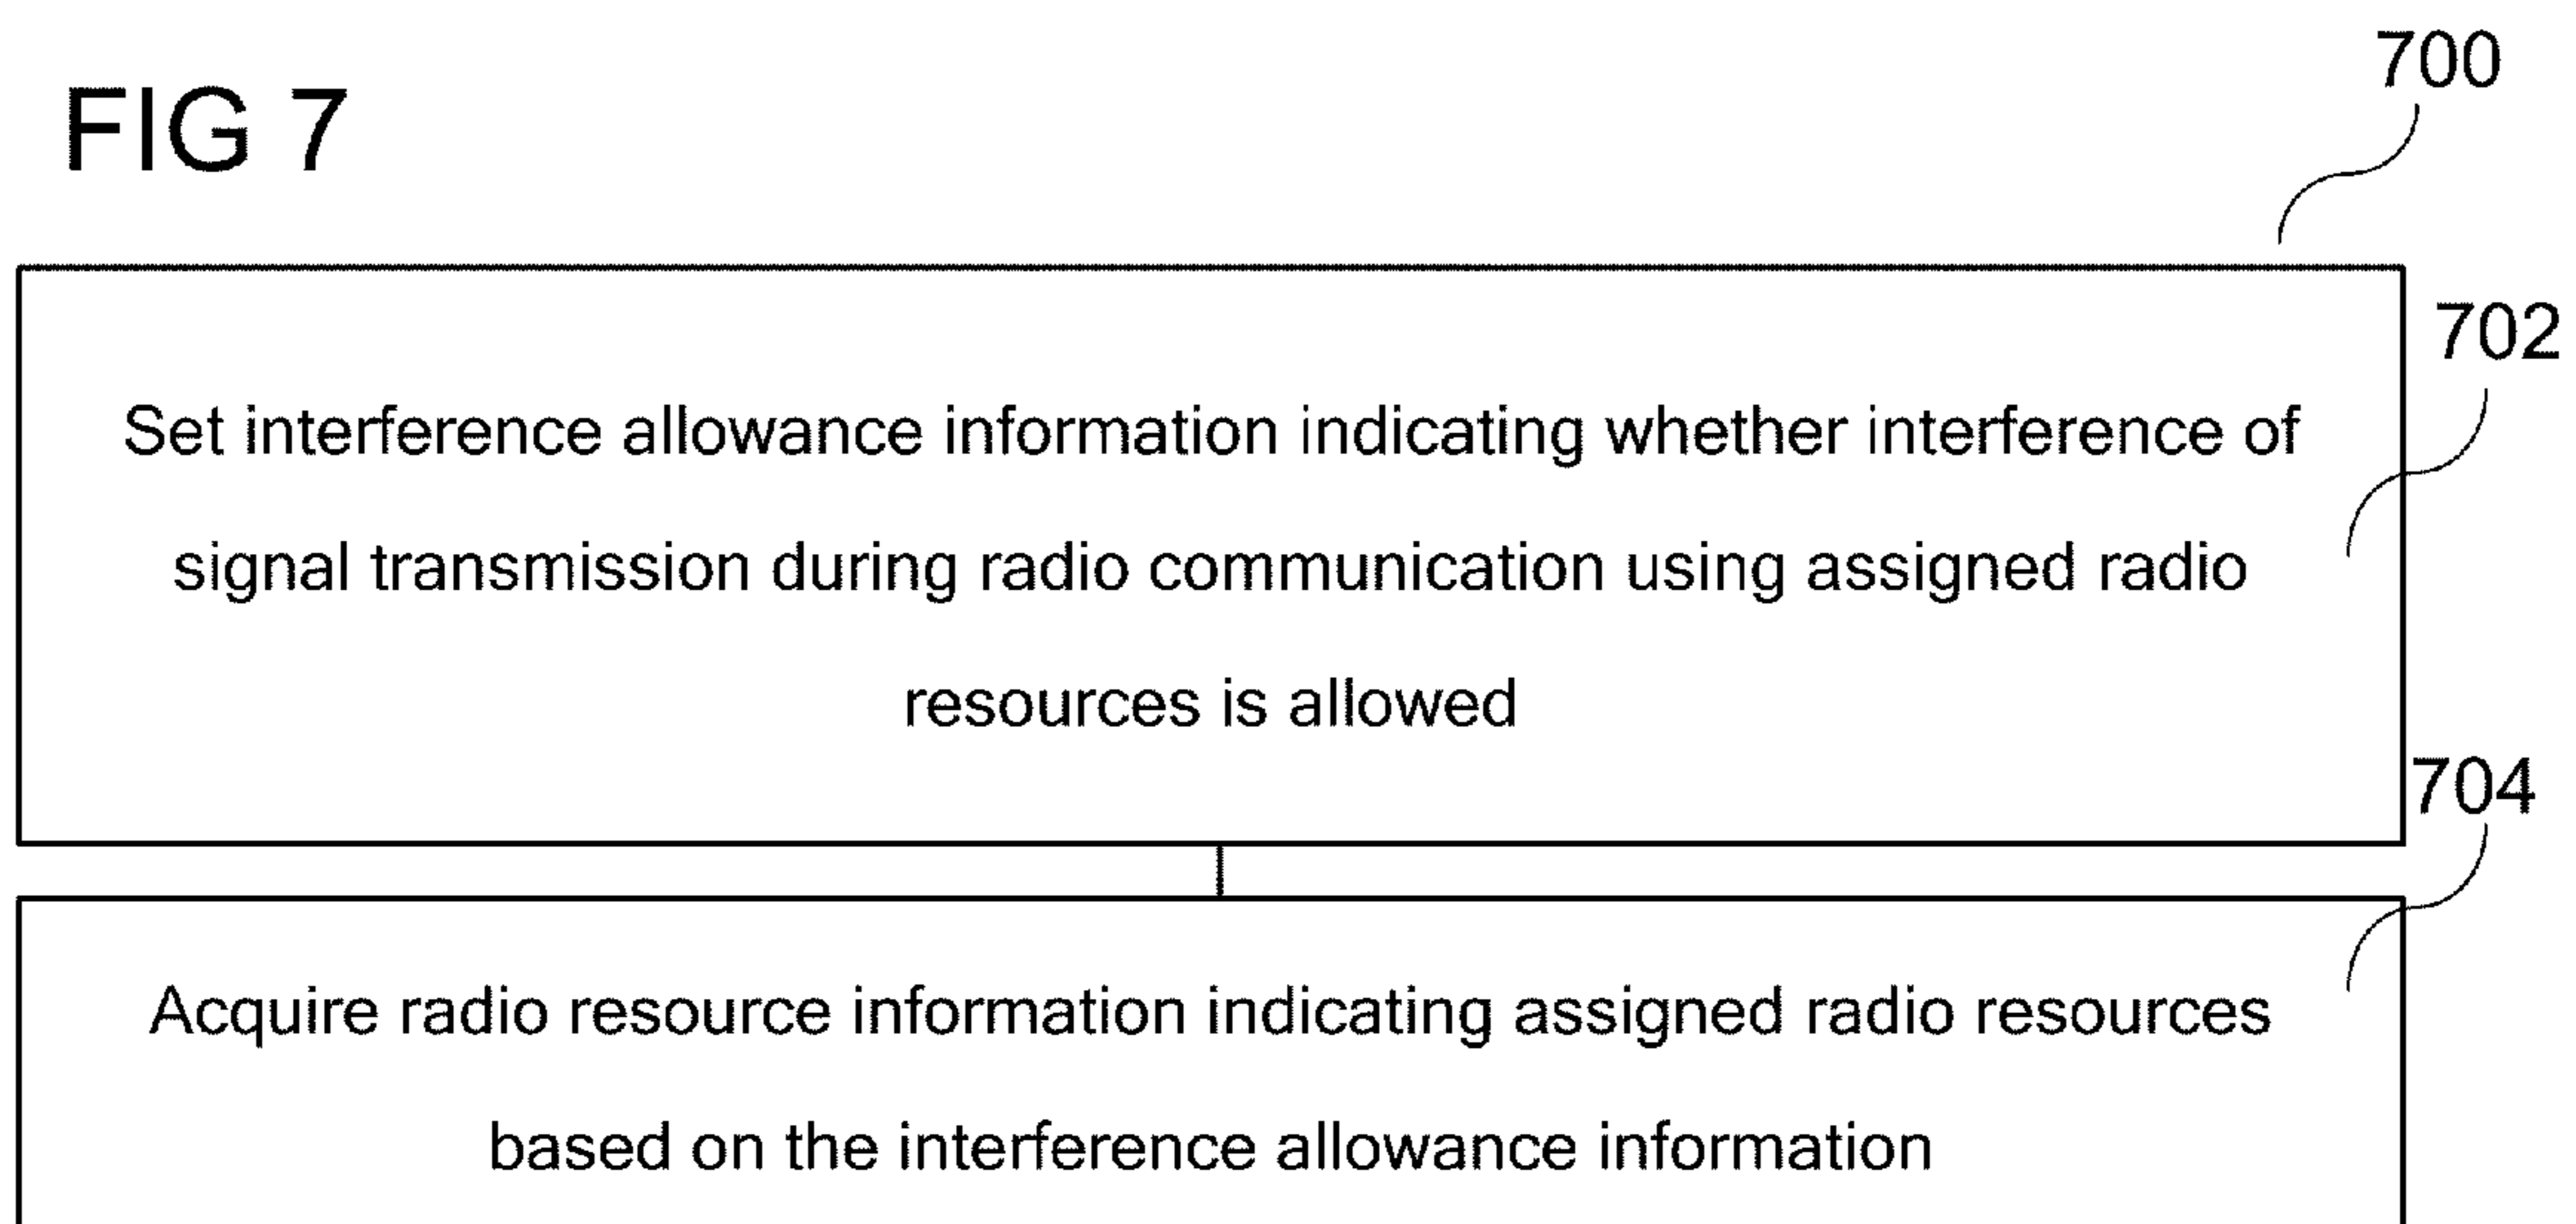 700
FIG 7
702
Set interference allowance information indicating whether interference of
signal transmission during radio communication using assigned radio
resources is allowed
704
Acquire radio resource information indicating assigned radio resources
based on the interference allowance information